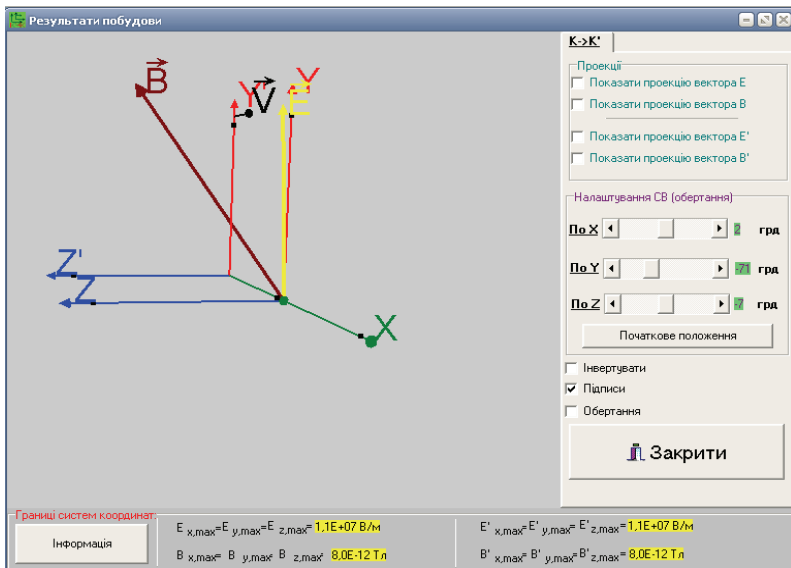 Результати побудови
K->K'
Проекції
Показати проекцію вектора E
Показати проекцію вектора B
Показати проекцію вектора E'
Показати проекцію вектора B'
Налаштування СВ (обертання)
По X 2 грд
По Y -71 грд
По Z -7 грд
Початкове положення
Інвертувати
Підписи
Обертання
Закрити
B
Y'
V
Y
E
Z'
Z
X
Границі систем координат:
Інформація
E x,max=E y,max=E z,max= 1,1E+07 В/м
B x,max= B y,max= B z,max= 8,0E-12 Тл
E' x,max=E' y,max= E' z,max= 1,1E+07 В/м
B' x,max= B' y,max=B' z,max= 8,0E-12 Тл